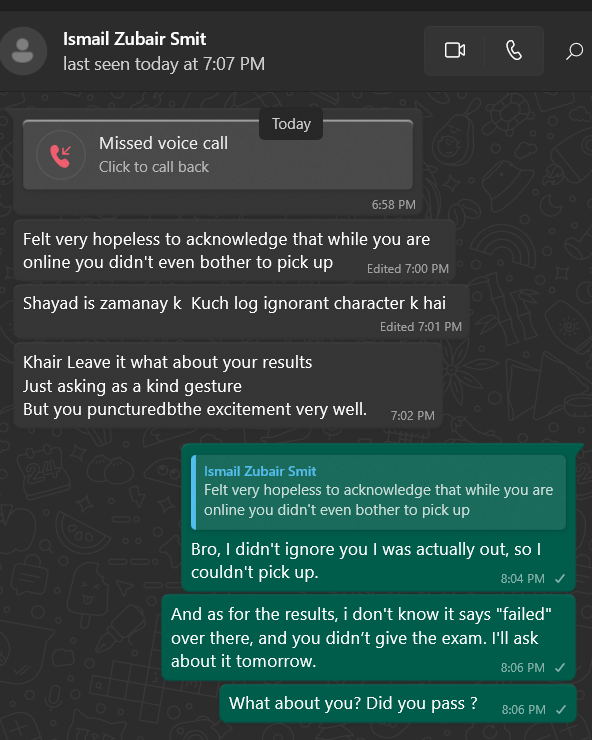 Ismail Zubair Smit
last seen today at 7:07 PM
Today
Missed voice call
Click to call back
6:58 PM
Felt very hopeless to acknowledge that while you are
online you didn't even bother to pick up
Edited 7:00 PM
Shayad is zamanay k  Kuch log ignorant character k hai
Edited 7:01 PM
Khair Leave it what about your results
Just asking as a kind gesture
But you puncturedbthe excitement very well.
7:02 PM
Ismail Zubair Smit
Felt very hopeless to acknowledge that while you are
online you didn't even bother to pick up
Bro, I didn't ignore you I was actually out, so I
couldn't pick up.
8:04 PM
And as for the results, i don't know it says "failed"
over there, and you didn’t give the exam. I'll ask
about it tomorrow.
8:06 PM
What about you? Did you pass ?
8:06 PM